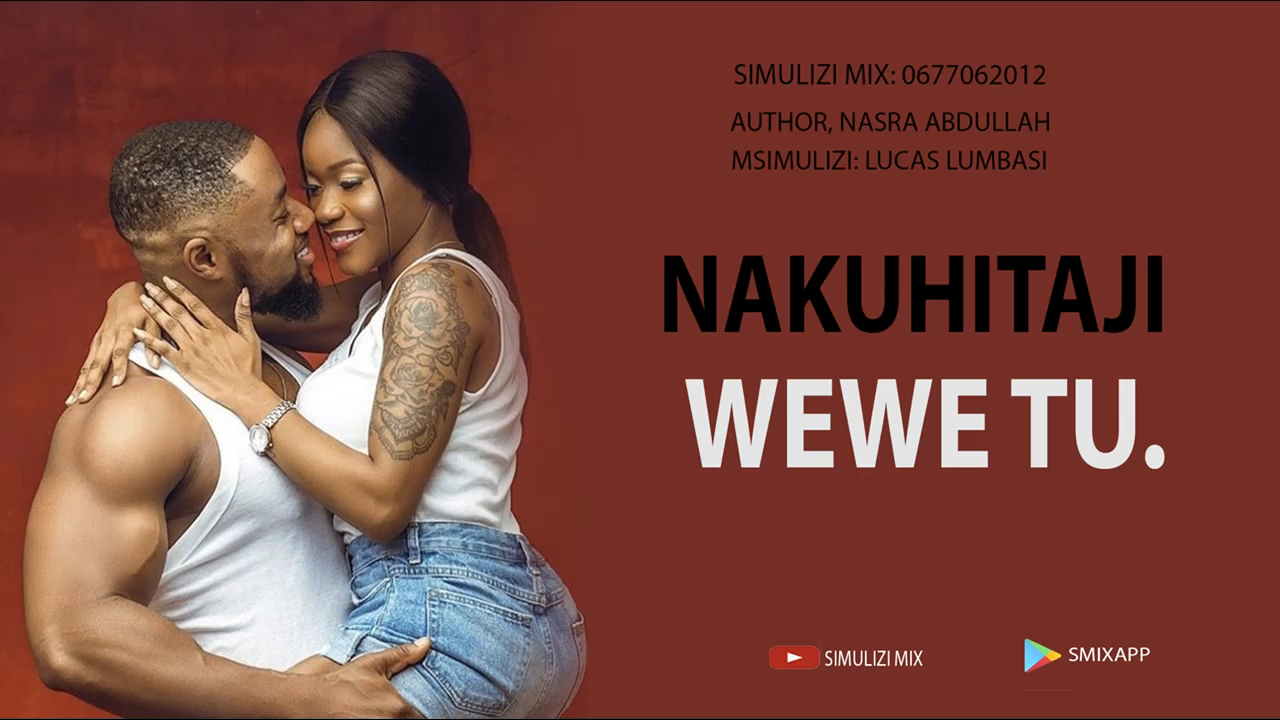 SIMULIZI MIX: 0677062012
AUTHOR, NASRA ABDULLAH
MSIMULIZI: LUCAS LUMBASI
NAKUHITAJI
WEWE TU.
SIMULIZI MIX
SMIXAPP